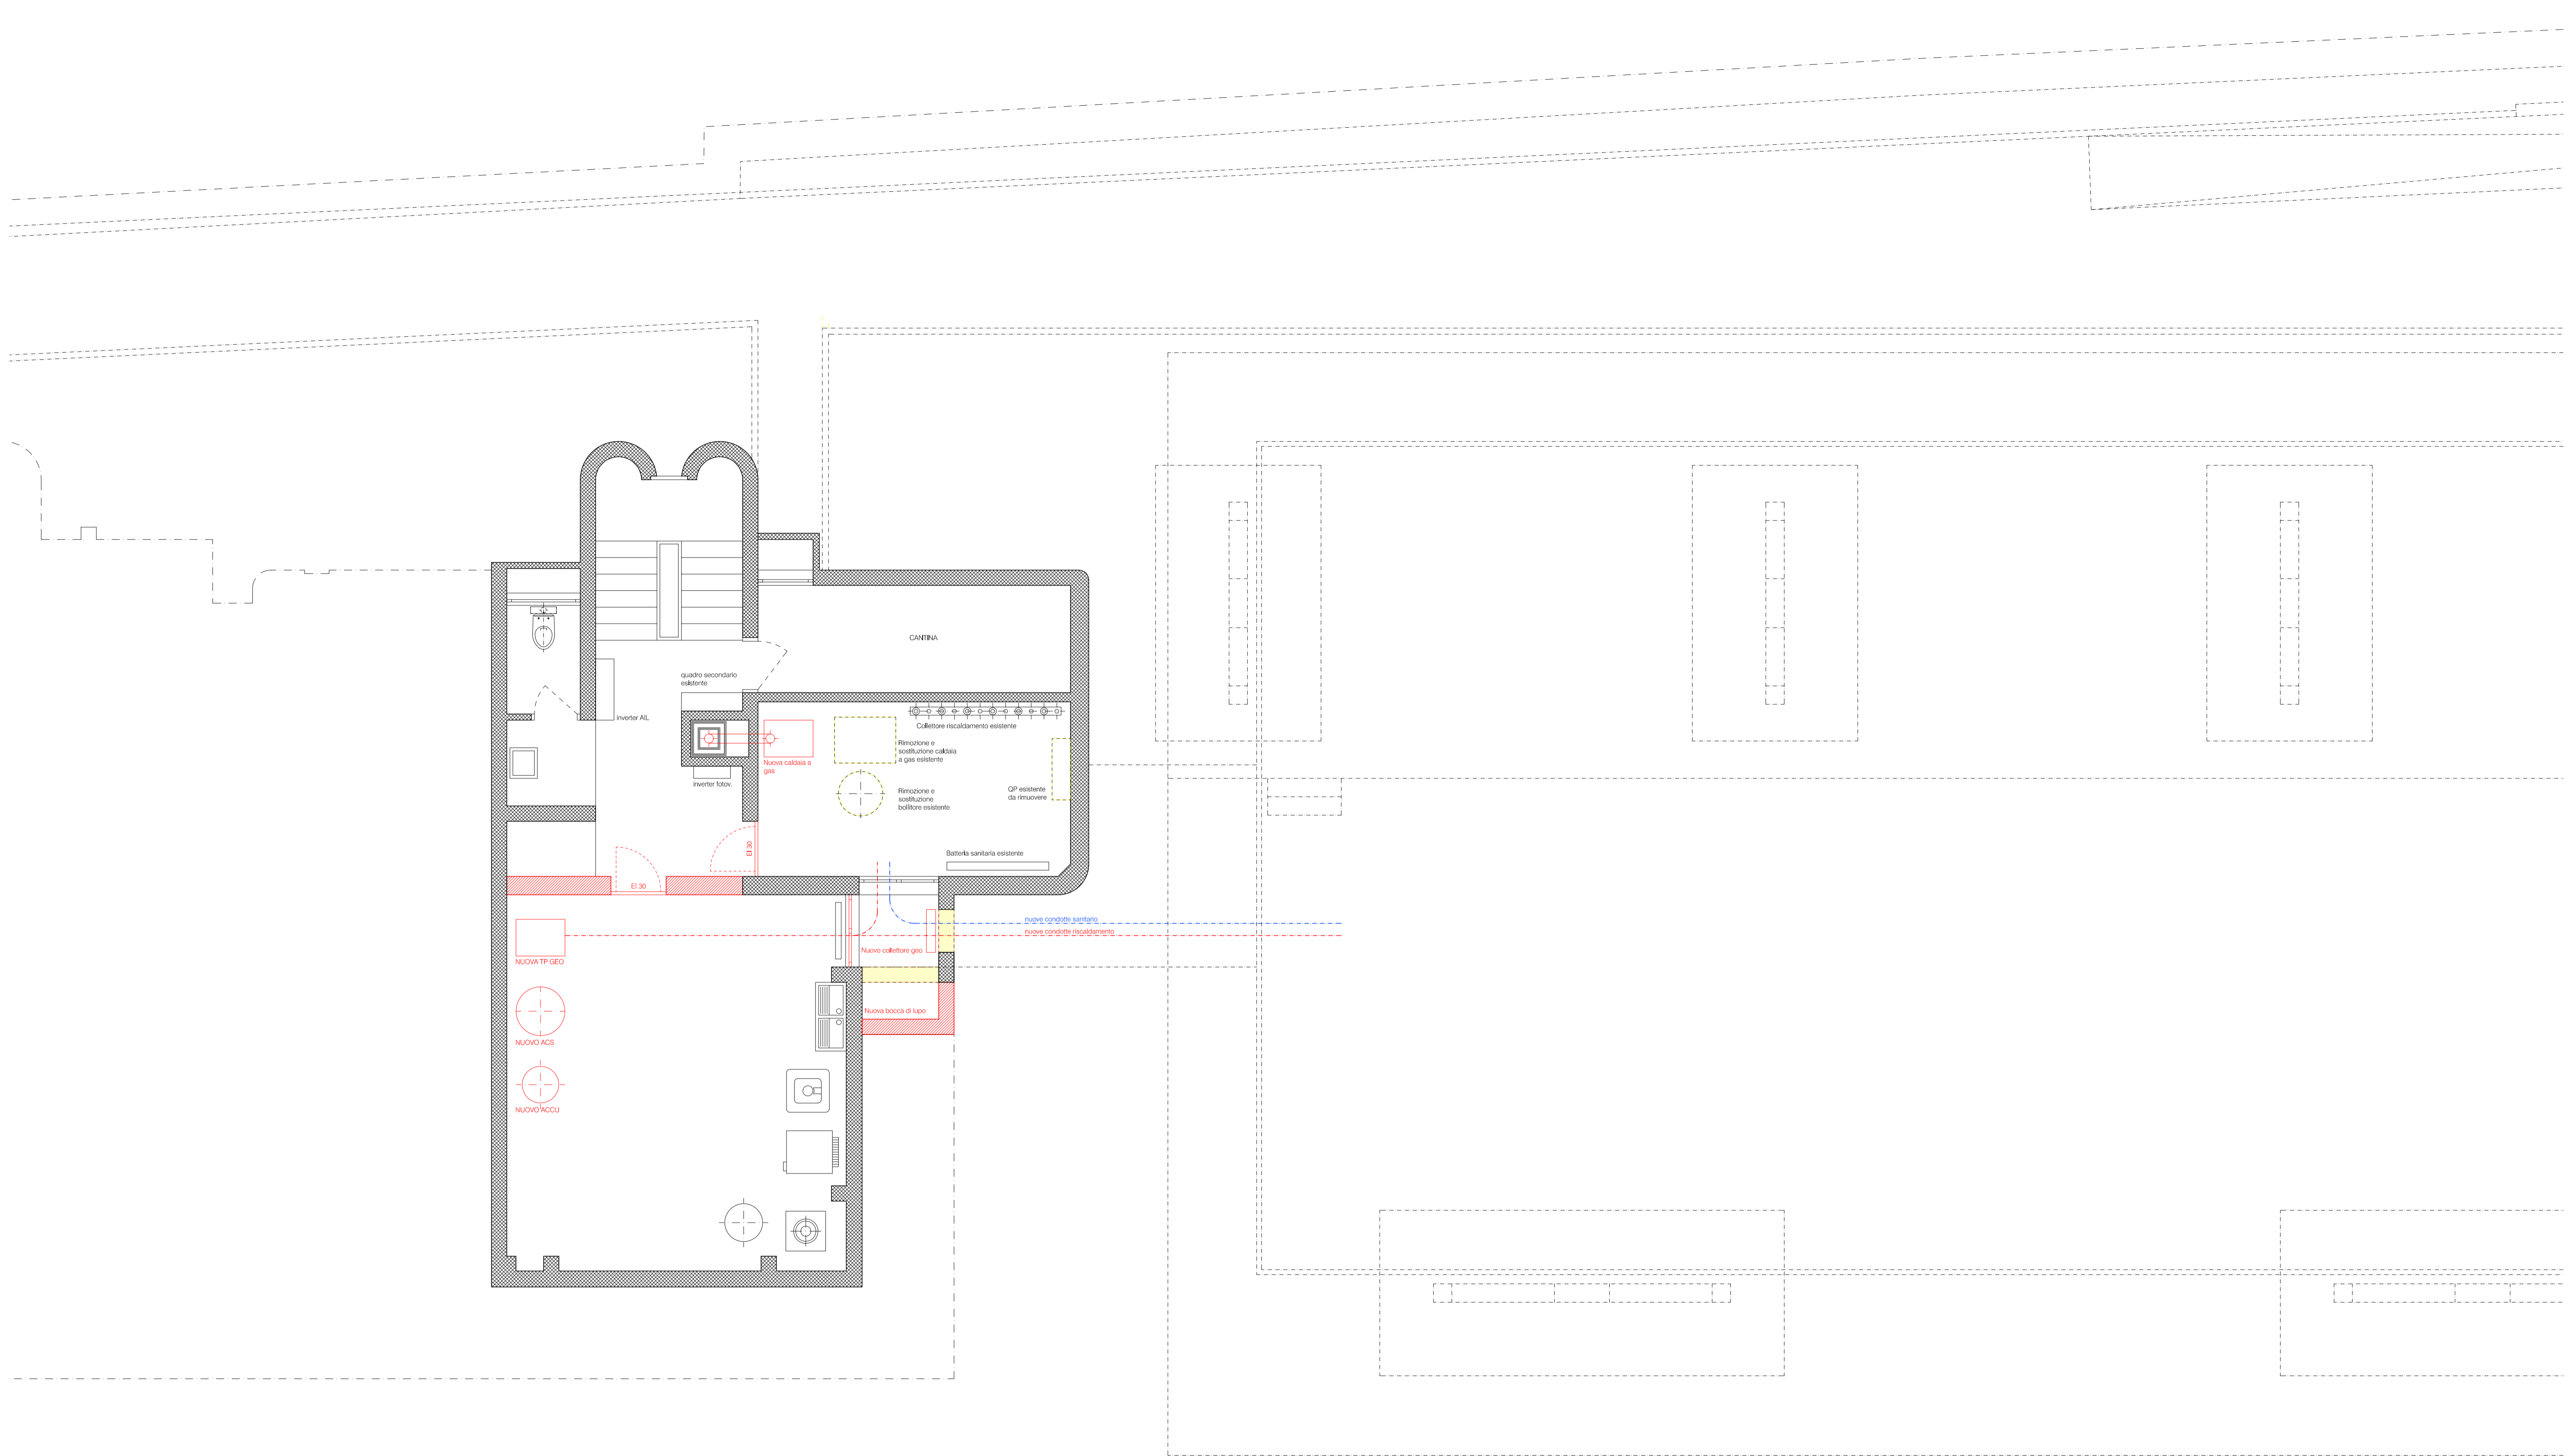 CANTINA
quadro secondario
esistente
inverter AIL
Collettore riscaldamento esistente
Rimozione e
sostituzione caldaia
a gas esistente
Nuova caldaia a
gas
inverter fotov.
Rimozione e
sostituzione
bollitore esistente
QP esistente
da rimuovere
EI 30
Batteria sanitaria esistente
EI 30
nuove condotte sanitario
nuove condotte riscaldamento
Nuovo collettore geo
NUOVA TP GEO
Nuova bocca di lupo
NUOVO ACS
NUOVO ACCU